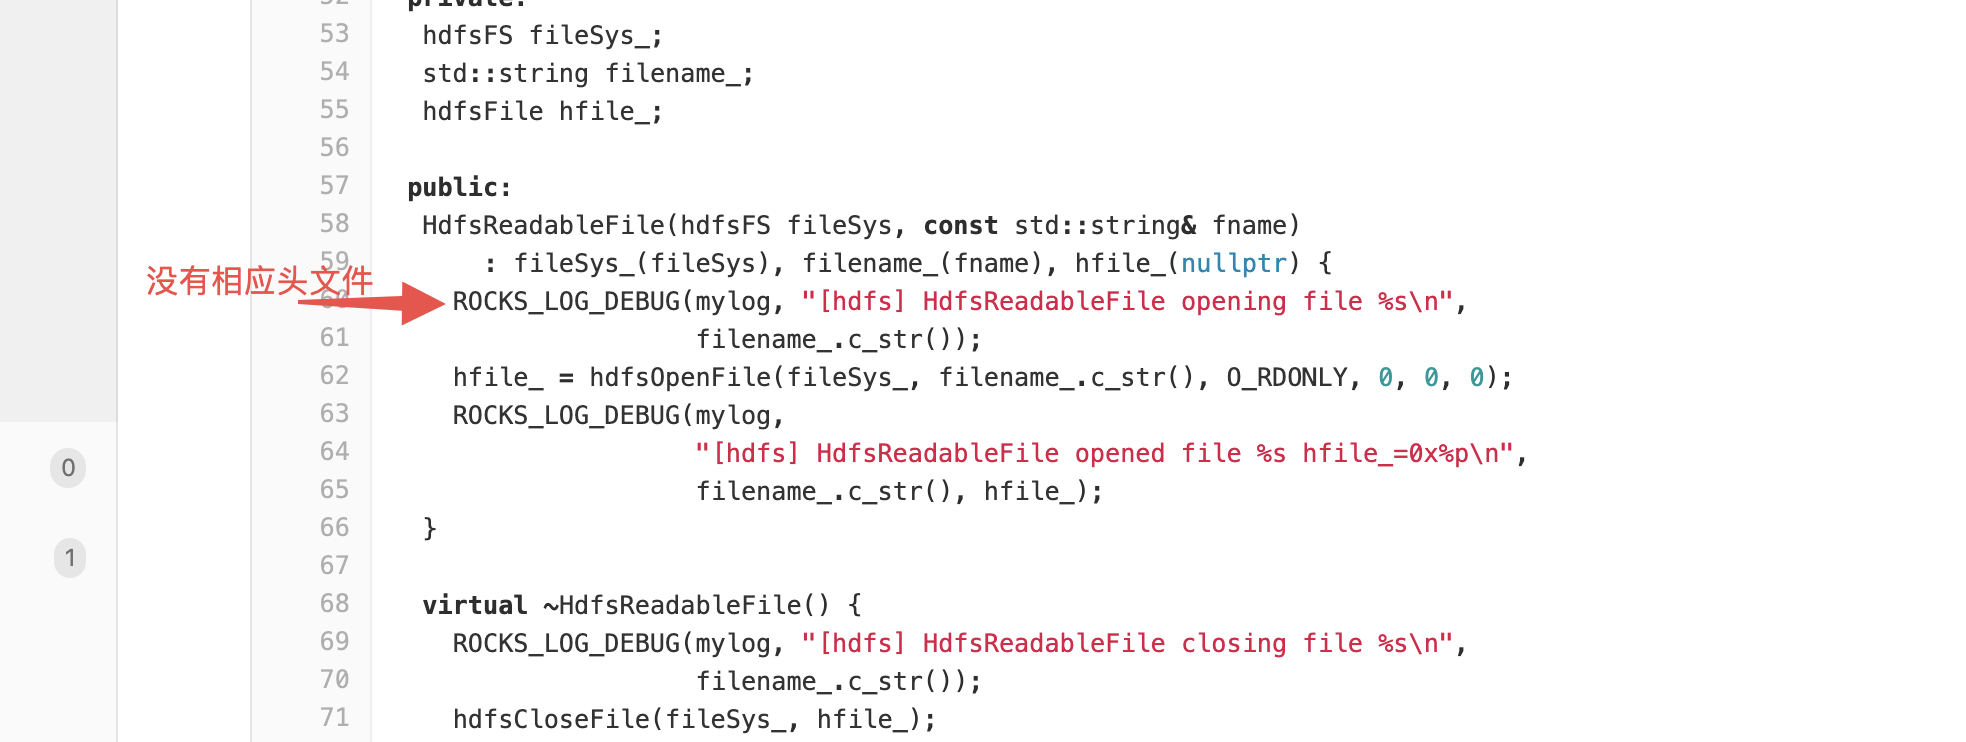 52 private:
53 hdfsFS fileSys_;
54 std::string filename_;
55 hdfsFile hfile_;
56
57 public:
58 HdfsReadableFile(hdfsFS fileSys, const std::string& fname)
59 : fileSys_(fileSys), filename_(fname), hfile_(nullptr) {
没有相应头文件
60 ROCKS_LOG_DEBUG(mylog, "[hdfs] HdfsReadableFile opening file %s\n",
61 filename_.c_str());
62 hfile_ = hdfsOpenFile(fileSys_, filename_.c_str(), O_RDONLY, 0, 0, 0);
63 ROCKS_LOG_DEBUG(mylog,
64 "[hdfs] HdfsReadableFile opened file %s hfile_=0x%p\n",
0
65 filename_.c_str(), hfile_);
66 }
1
67
68 virtual ~HdfsReadableFile() {
69 ROCKS_LOG_DEBUG(mylog, "[hdfs] HdfsReadableFile closing file %s\n",
70 filename_.c_str());
71 hdfsCloseFile(fileSys_, hfile_);